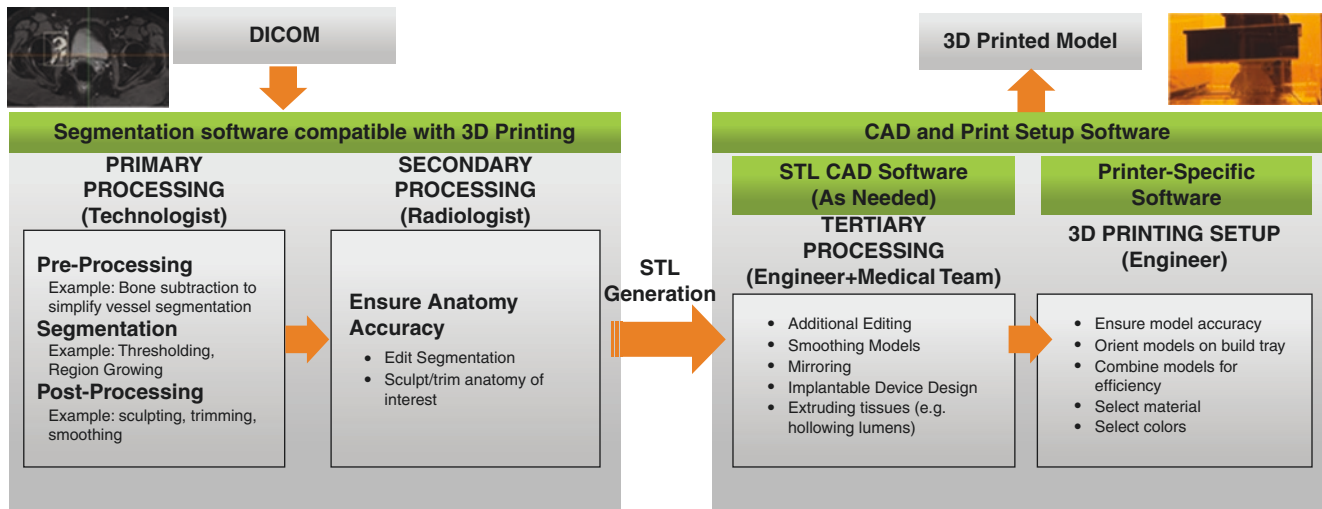 DICOM
Segmentation software compatible with 3D Printing
PRIMARY
PROCESSING
(Technologist)
Pre-Processing
Example: Bone subtraction to
simplify vessel segmentation
Segmentation
Example: Thresholding,
Region Growing
Post-Processing
Example: sculpting, trimming,
smoothing
SECONDARY
PROCESSING
(Radiologist)
Ensure Anatomy
Accuracy
• Edit Segmentation
• Sculpt/trim anatomy of
interest
STL
Generation
3D Printed Model
CAD and Print Setup Software
STL CAD Software
(As Needed)
TERTIARY
PROCESSING
(Engineer+Medical Team)
• Additional Editing
• Smoothing Models
• Mirroring
• Implantable Device Design
• Extruding tissues (e.g.
hollowing lumens)
Printer-Specific
Software
3D PRINTING SETUP
(Engineer)
• Ensure model accuracy
• Orient models on build tray
• Combine models for
efficiency
• Select material
• Select colors